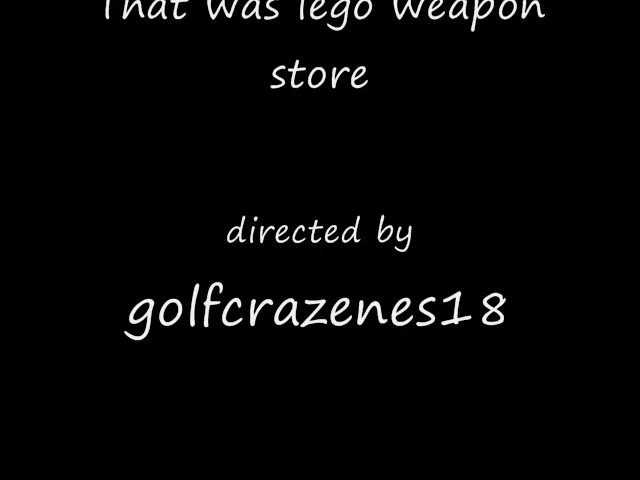 That was lego weapon
store
directed by
golfcrazenes18